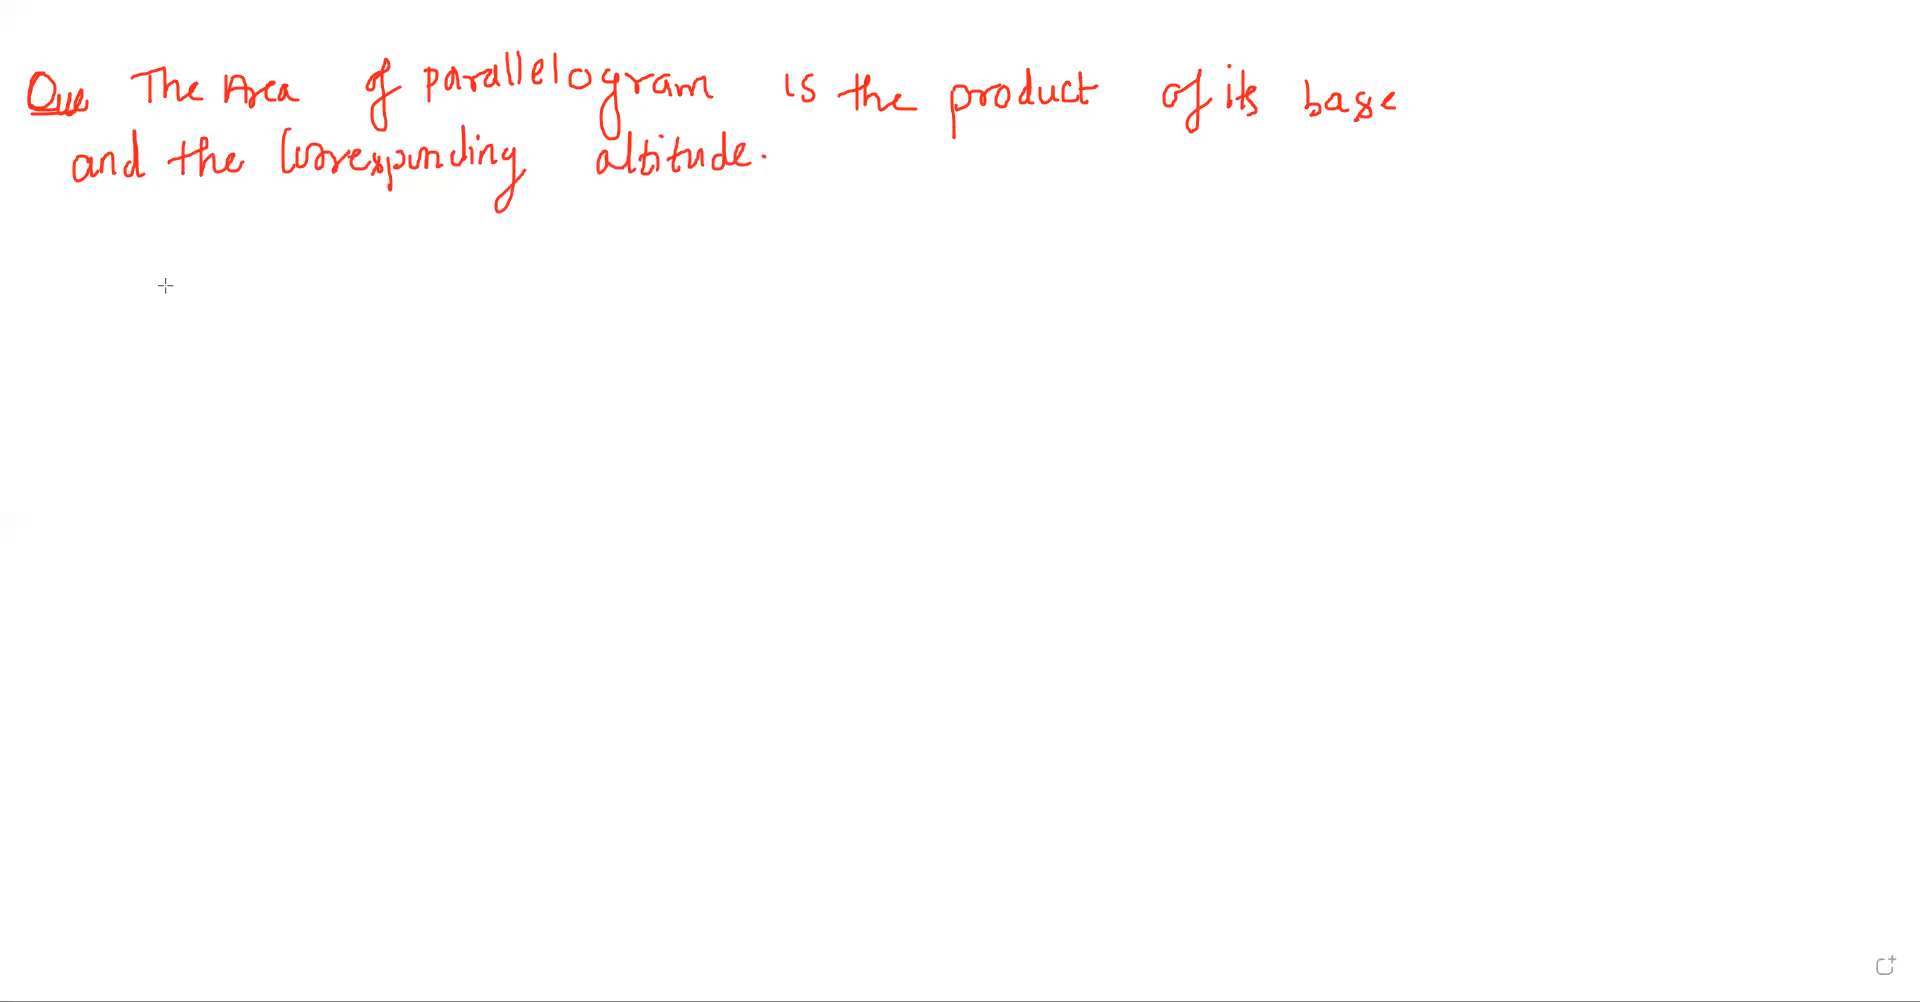 Que The Area of parallelogram is the product of its base
and the Corresponding altitude.